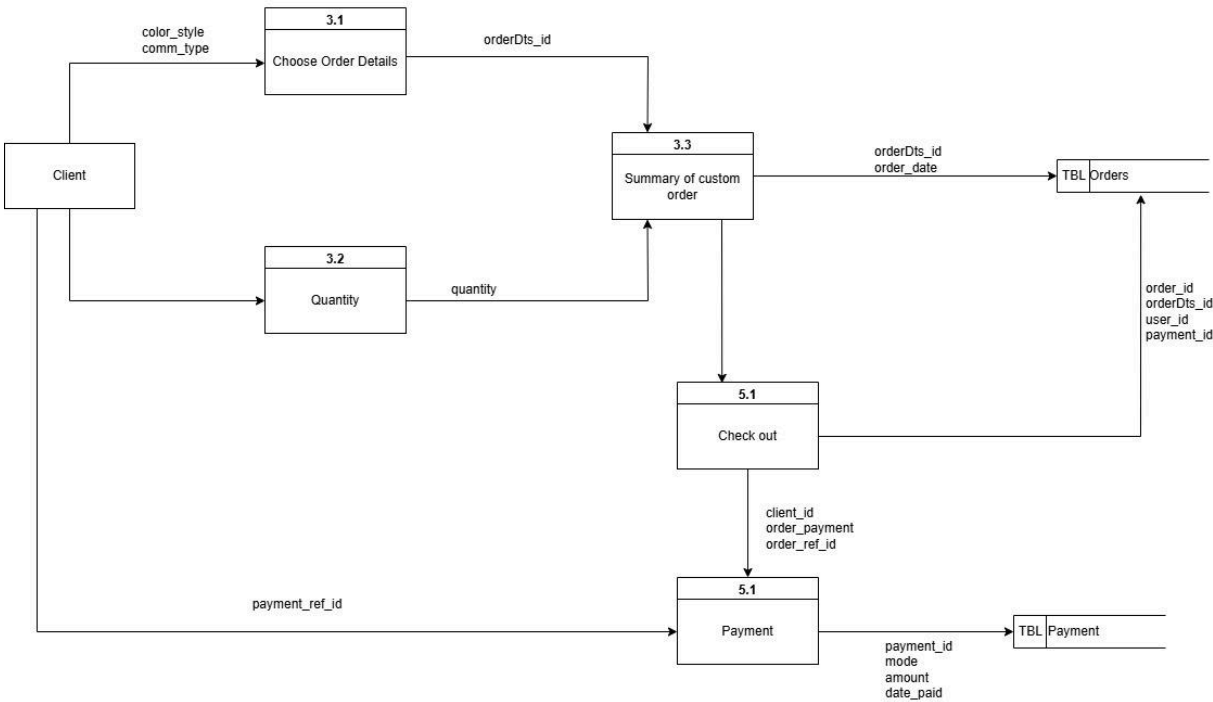 3.1
color_style
comm_type
Choose Order Details
orderDts_id
3.3
Client
Summary of custom
order
orderDts_id
order_date
TBL
Orders
3.2
Quantity
quantity
order_id
orderDts_id
user_id
payment_id
5.1
Check out
client_id
order_payment
order_ref_id
5.1
payment_ref_id
Payment
TBL
Payment
payment_id
mode
amount
date_paid